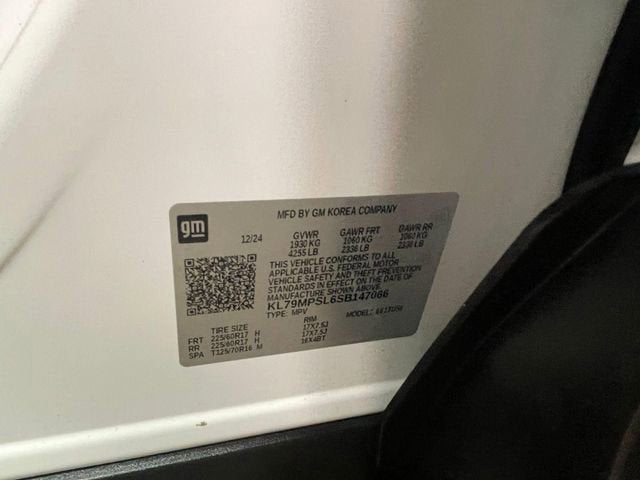 gm
MFD BY GM KOREA COMPANY
12/24 GVWR GAWR FRT GAWR RR
1930 KG 1060 KG 1060 KG
4255 LB 2336 LB 2336 LB
THIS VEHICLE CONFORMS TO ALL
APPLICABLE U.S. FEDERAL MOTOR
VEHICLE SAFETY AND THEFT PREVENTION
STANDARDS IN EFFECT ON THE DATE OF
MANUFACTURE SHOWN ABOVE.
KL79MPSL6SB147066
TYPE: MPV MODEL:
TIRE SIZE RIM
FRT 225/60R17 H 17X7.5J
RR 225/60R17 H 17X7.5J
SPA T125/70R16 M 16X4BT